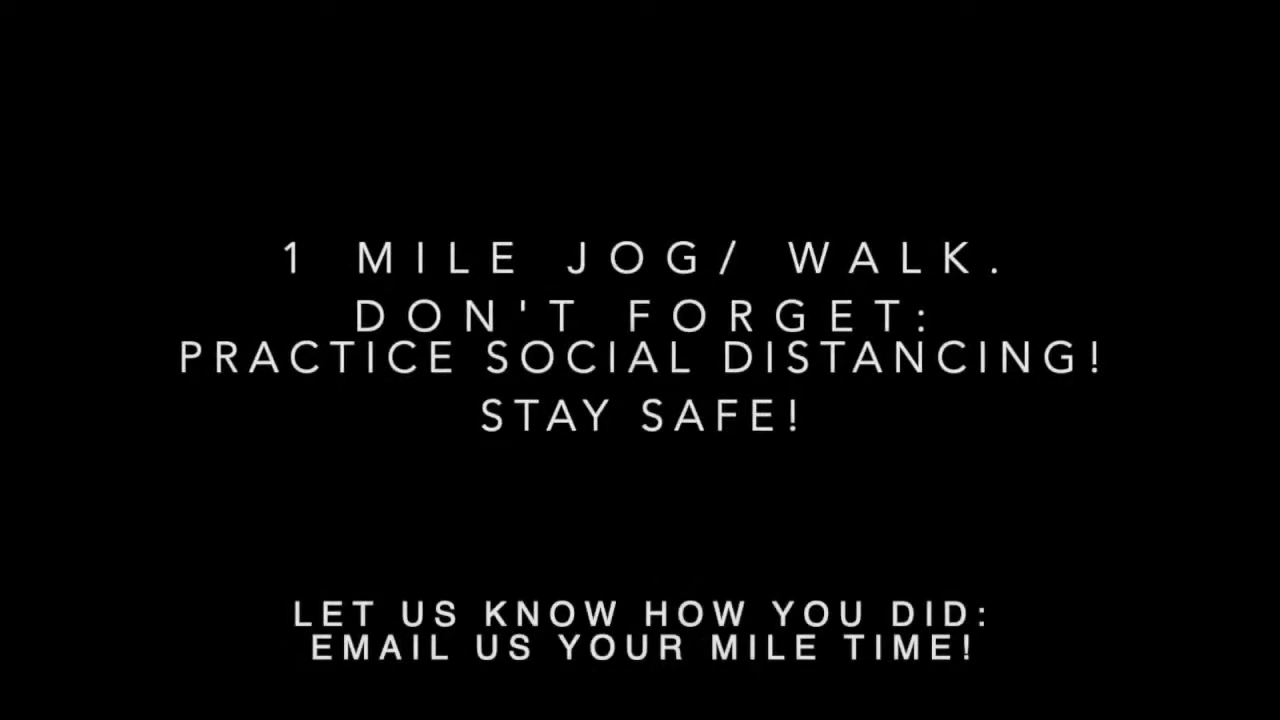 1 MILE JOG/ WALK.
DON'T FORGET:
PRACTICE SOCIAL DISTANCING!
STAY SAFE!
LET US KNOW HOW YOU DID:
EMAIL US YOUR MILE TIME!